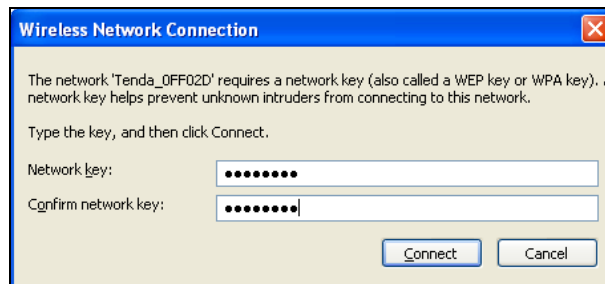 Wireless Network Connection
The network 'Tenda_0FF02D' requires a network key (also called a WEP key or WPA key). A
network key helps prevent unknown intruders from connecting to this network.
Type the key, and then click Connect.
Network key: ●●●●●●●●
Confirm network key: ●●●●●●●●
Connect Cancel